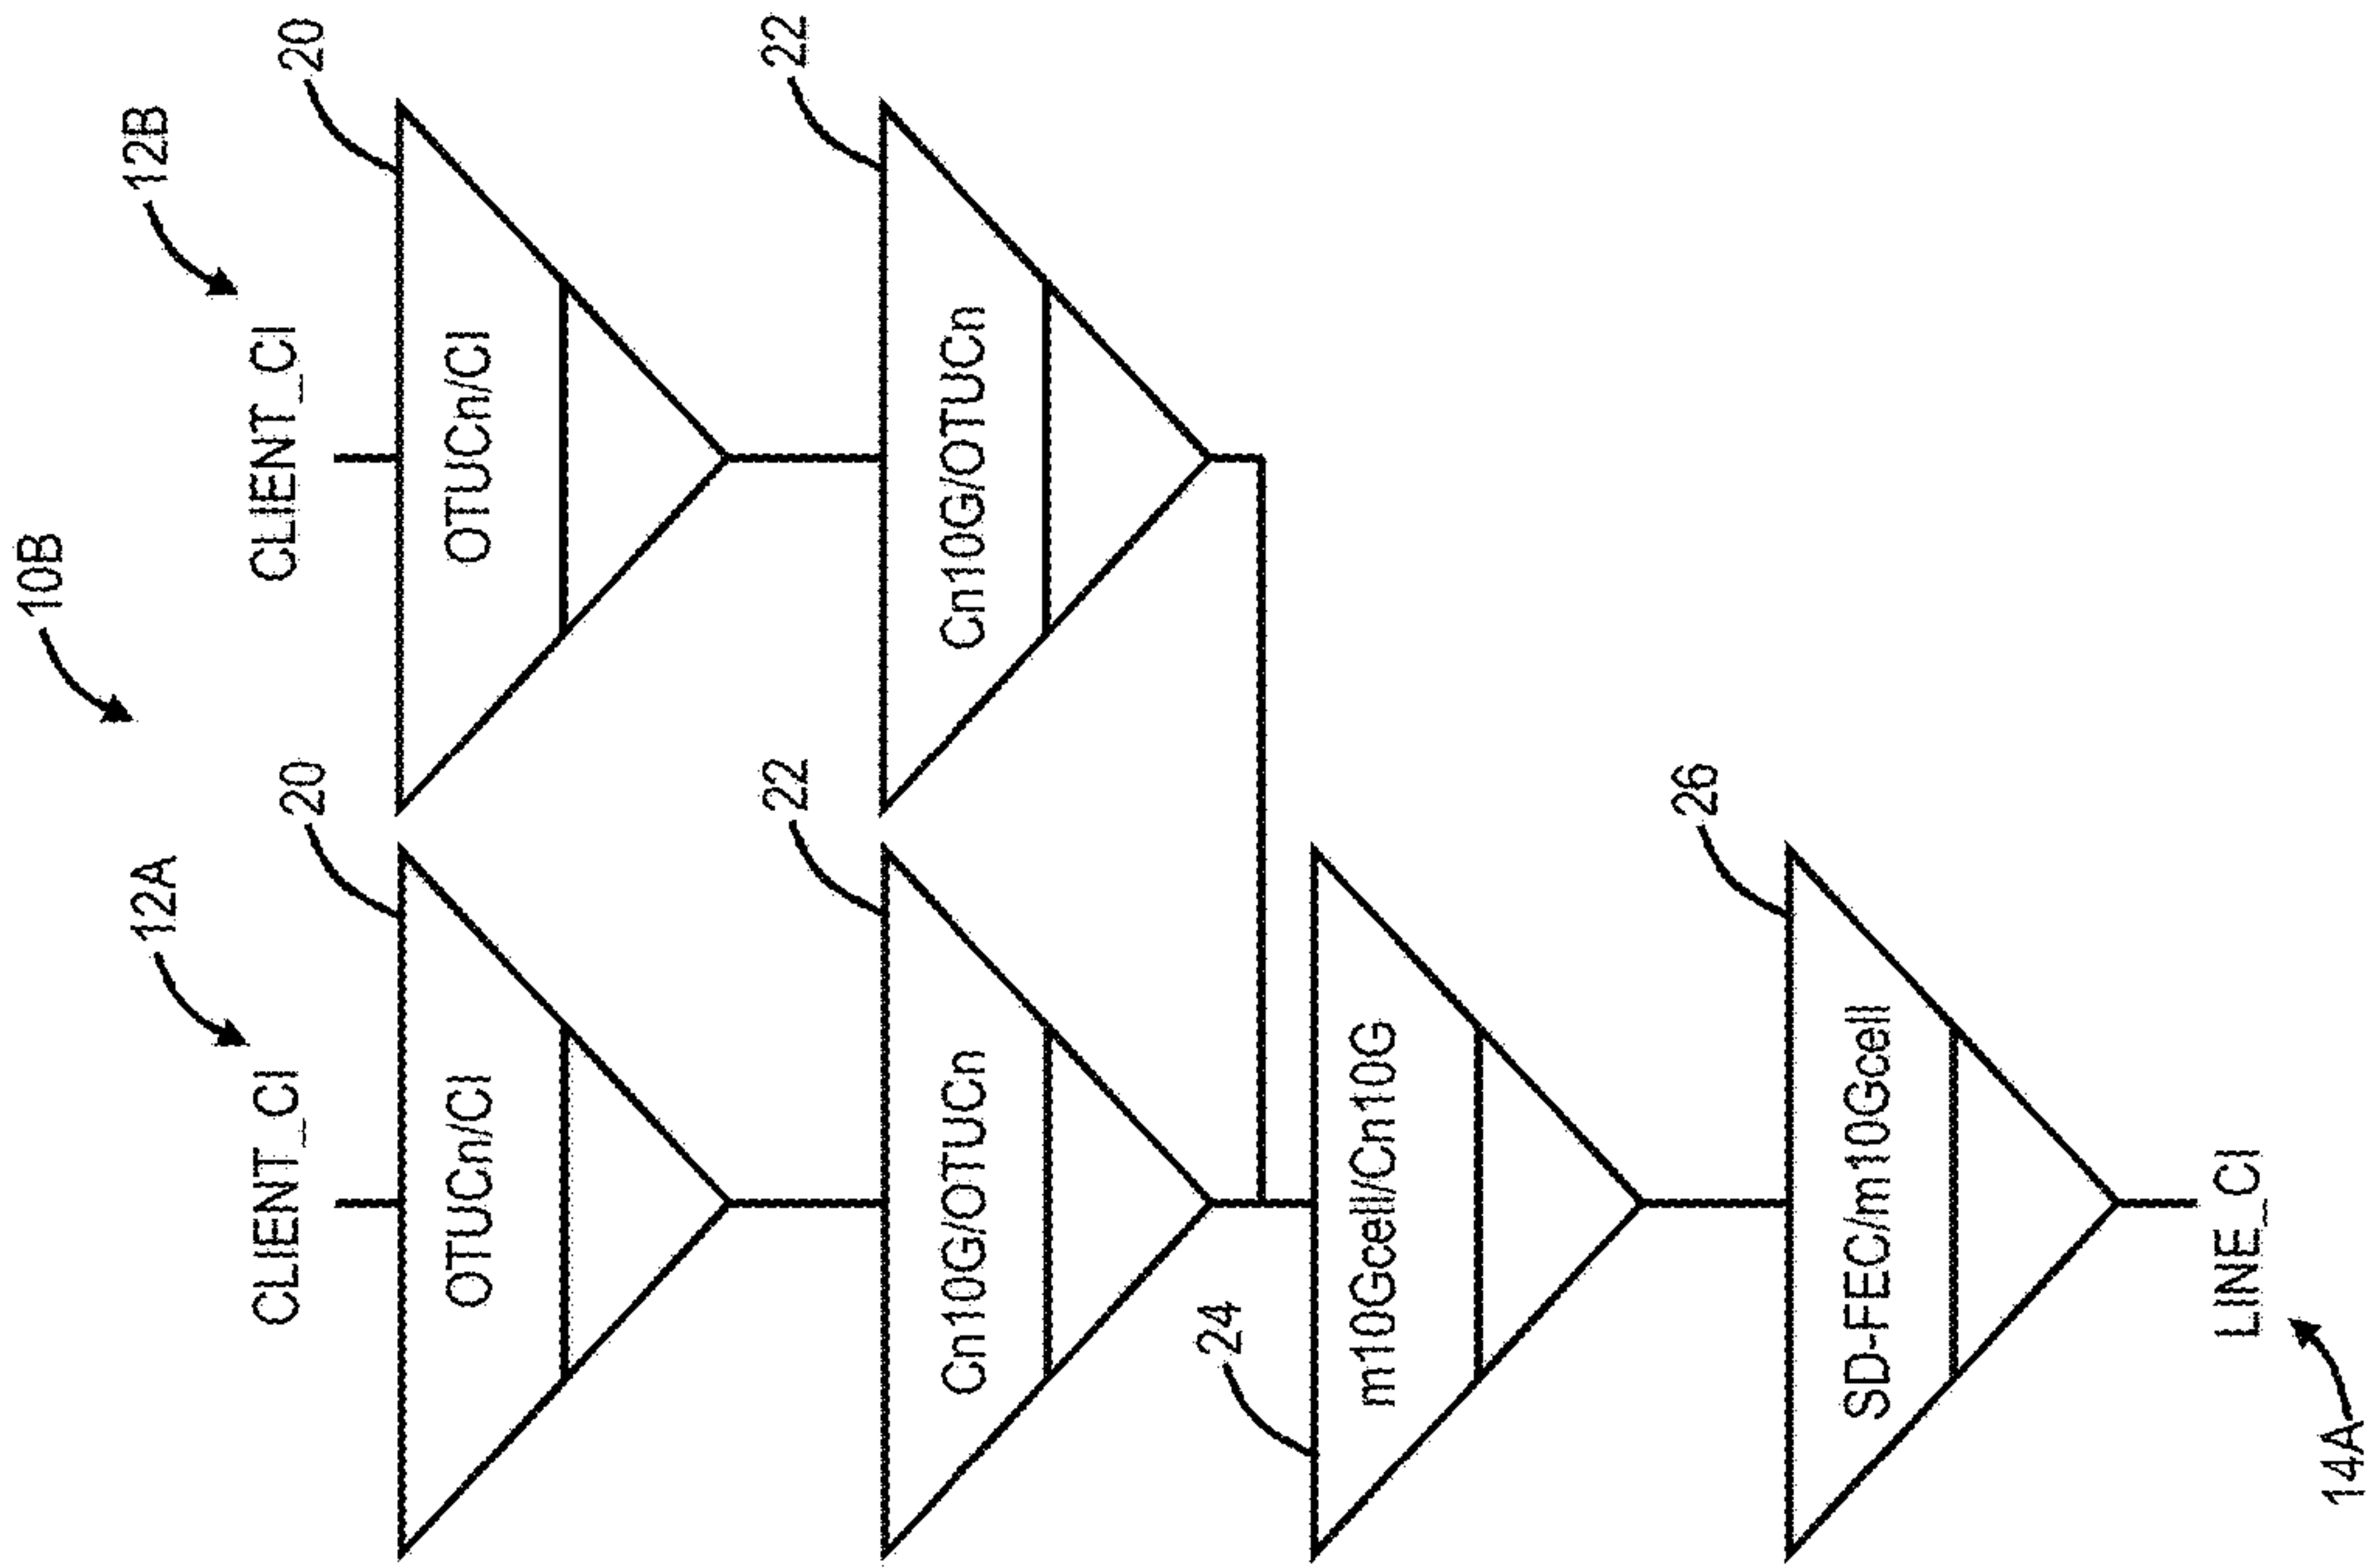 10B
12A
12B
CLIENT_CI
CLIENT_CI
20
20
OTUCn/CI
OTUCn/CI
22
22
Cn10G/OTUCn
Cn10G/OTUCn
24
m10Gcell/Cn10G
26
SD-FEC/m10Gcell
LINE_CI
14A